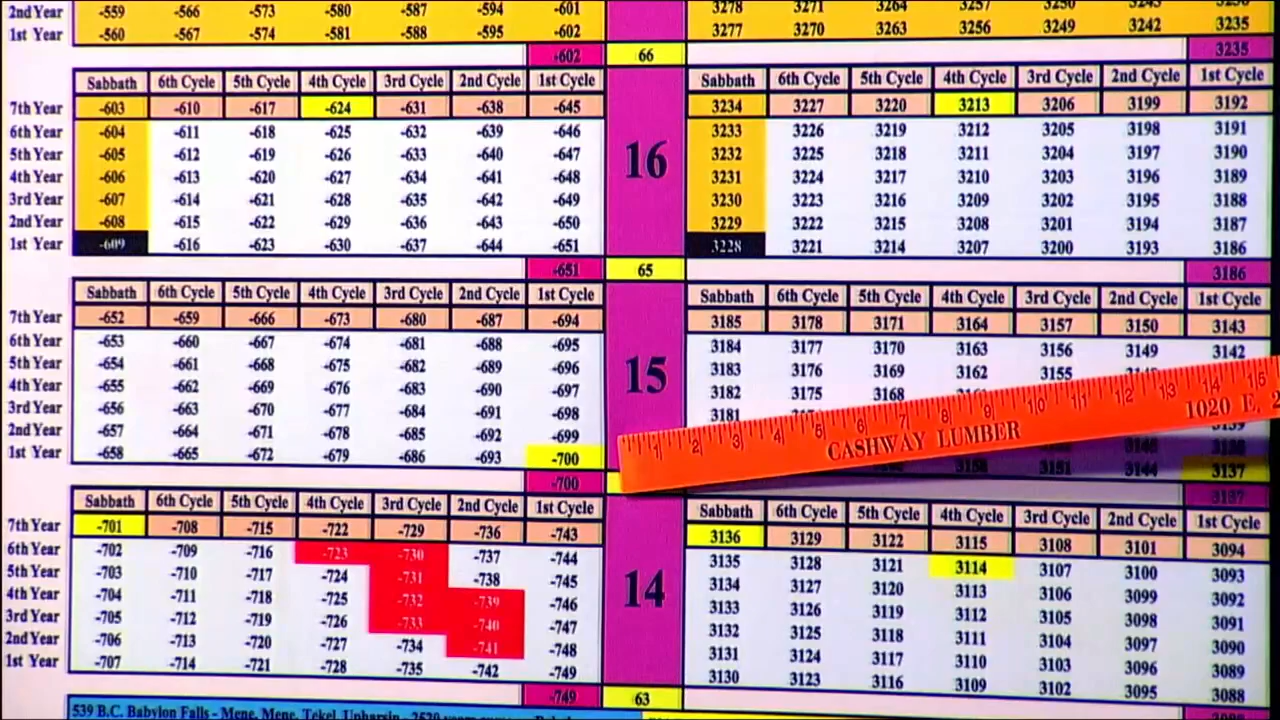 2nd Year -559 -566 -573 -580 -587 -594 -601 3278 3271 3264 3257
1st Year -560 -567 -574 -581 -588 -595 -602 3277 3270 3263 3256 3249 3242 3235
-602 66 3235
Sabbath 6th Cycle 5th Cycle 4th Cycle 3rd Cycle 2nd Cycle 1st Cycle Sabbath 6th Cycle 5th Cycle 4th Cycle 3rd Cycle 2nd Cycle 1st Cycle
7th Year -603 -610 -617 -624 -631 -638 -645 3234 3227 3220 3213 3206 3199 3192
6th Year -604 -611 -618 -625 -632 -639 -646 3233 3226 3219 3212 3205 3198 3191
5th Year -605 -612 -619 -626 -633 -640 -647 16 3232 3225 3218 3211 3204 3197 3190
4th Year -606 -613 -620 -627 -634 -641 -648 3231 3224 3217 3210 3203 3196 3189
3rd Year -607 -614 -621 -628 -635 -642 -649 3230 3223 3216 3209 3202 3195 3188
2nd Year -608 -615 -622 -629 -636 -643 -650 3229 3222 3215 3208 3201 3194 3187
1st Year -609 -616 -623 -630 -637 -644 -651 3228 3221 3214 3207 3200 3193 3186
-651 65 3186
Sabbath 6th Cycle 5th Cycle 4th Cycle 3rd Cycle 2nd Cycle 1st Cycle Sabbath 6th Cycle 5th Cycle 4th Cycle 3rd Cycle 2nd Cycle 1st Cycle
7th Year -652 -659 -666 -673 -680 -687 -694 3185 3178 3171 3164 3157 3150 3143
6th Year -653 -660 -667 -674 -681 -688 -695 3184 3177 3170 3163 3156 3149 3142
5th Year -654 -661 -668 -675 -682 -689 -696 15 3183 3176 3169 3162 3155
4th Year -655 -662 -669 -676 -683 -690 -697 3182 3175 3168
3rd Year -656 -663 -670 -677 -684 -691 -698 3181
2nd Year -657 -664 -671 -678 -685 -692 -699
1st Year -658 -665 -672 -679 -686 -693 -700 3158 3151 3144 3137
1 2 3 4 5 6 7 8 9 10 11 12 13 14 15
CASHWAY LUMBER 1020 E. 2
-700 3137
Sabbath 6th Cycle 5th Cycle 4th Cycle 3rd Cycle 2nd Cycle 1st Cycle Sabbath 6th Cycle 5th Cycle 4th Cycle 3rd Cycle 2nd Cycle 1st Cycle
7th Year -701 -708 -715 -722 -729 -736 -743 3136 3129 3122 3115 3108 3101 3094
6th Year -702 -709 -716 -723 -730 -737 -744 3135 3128 3121 3114 3107 3100 3093
5th Year -703 -710 -717 -724 -731 -738 -745 14 3134 3127 3120 3113 3106 3099 3092
4th Year -704 -711 -718 -725 -732 -739 -746 3133 3126 3119 3112 3105 3098 3091
3rd Year -705 -712 -719 -726 -733 -740 -747 3132 3125 3118 3111 3104 3097 3090
2nd Year -706 -713 -720 -727 -734 -741 -748 3131 3124 3117 3110 3103 3096 3089
1st Year -707 -714 -721 -728 -735 -742 -749 3130 3123 3116 3109 3102 3095 3088
-749 63
539 B.C. Babylon Falls - Mene, Mene, Tekel, Upharsin - 2520 years